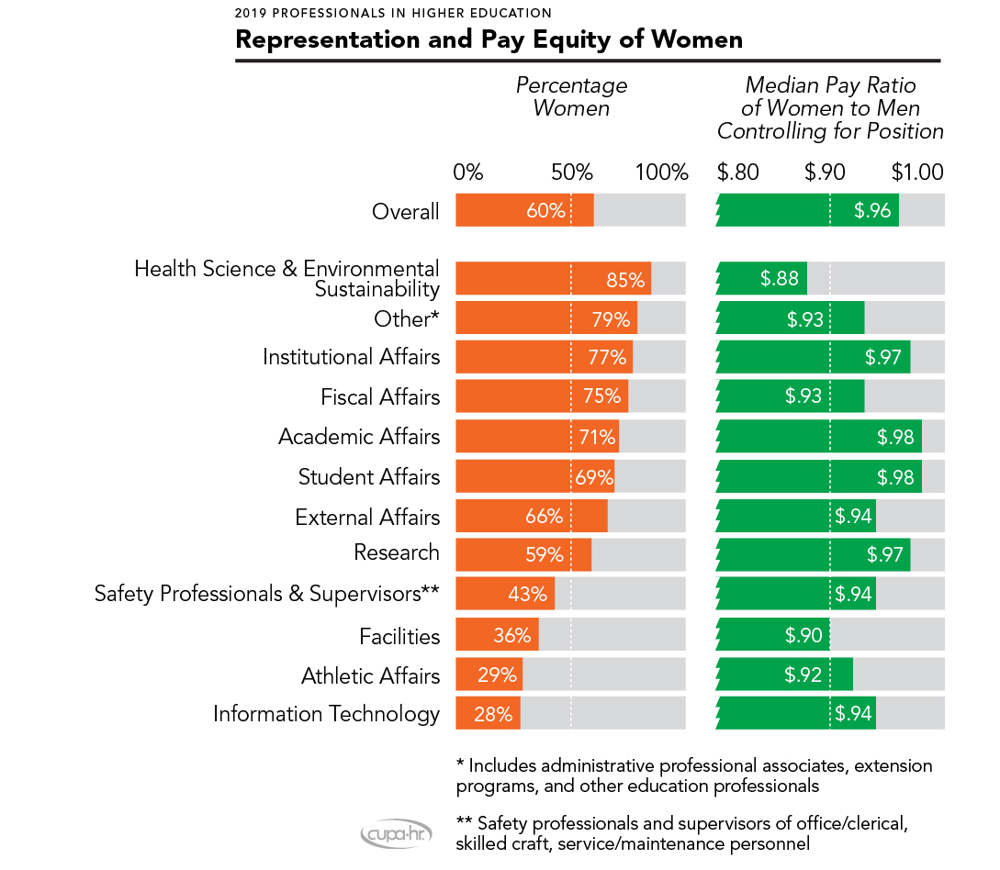 2019 PROFESSIONALS IN HIGHER EDUCATION
Representation and Pay Equity of Women
Percentage
Women
Median Pay Ratio
of Women to Men
Controlling for Position
0% 50% 100% $.80 $.90 $1.00
Overall 60% $.96
Health Science & Environmental
Sustainability 85% $.88
Other* 79% $.93
Institutional Affairs 77% $.97
Fiscal Affairs 75% $.93
Academic Affairs 71% $.98
Student Affairs 69% $.98
External Affairs 66% $.94
Research 59% $.97
Safety Professionals & Supervisors** 43% $.94
Facilities 36% $.90
Athletic Affairs 29% $.92
Information Technology 28% $.94
* Includes administrative professional associates, extension
programs, and other education professionals
** Safety professionals and supervisors of office/clerical,
skilled craft, service/maintenance personnel
cupa·hr